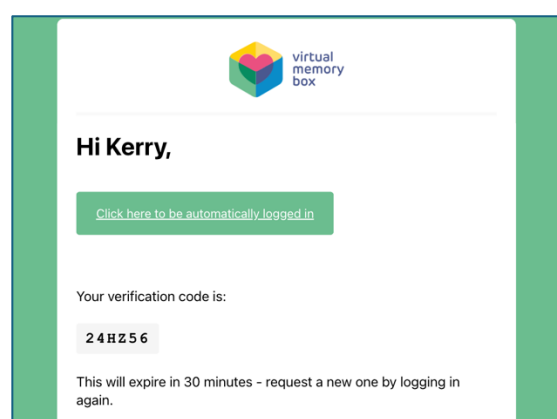 virtual
memory
box
Hi Kerry,
Click here to be automatically logged in
Your verification code is:
24HZ56
This will expire in 30 minutes - request a new one by logging in
again.